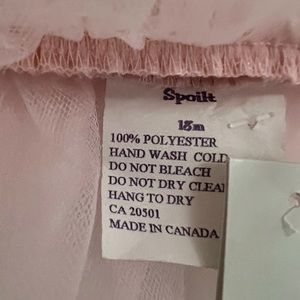 Spoilt
18m
100% POLYESTER
HAND WASH COLD
DO NOT BLEACH
DO NOT DRY CLEA
HANG TO DRY
CA 20501
MADE IN CANADA